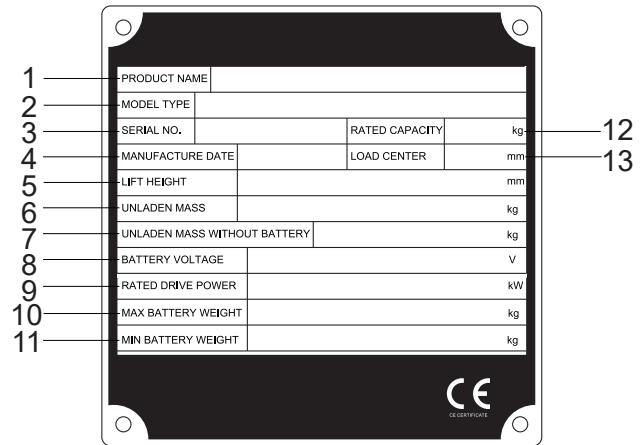 1 PRODUCT NAME
2 MODEL TYPE
3 SERIAL NO. RATED CAPACITY kg 12
4 MANUFACTURE DATE LOAD CENTER mm 13
5 LIFT HEIGHT mm
6 UNLADEN MASS kg
7 UNLADEN MASS WITHOUT BATTERY kg
8 BATTERY VOLTAGE V
9 RATED DRIVE POWER kW
10 MAX BATTERY WEIGHT kg
11 MIN BATTERY WEIGHT kg
CE
CE CERTIFICATE